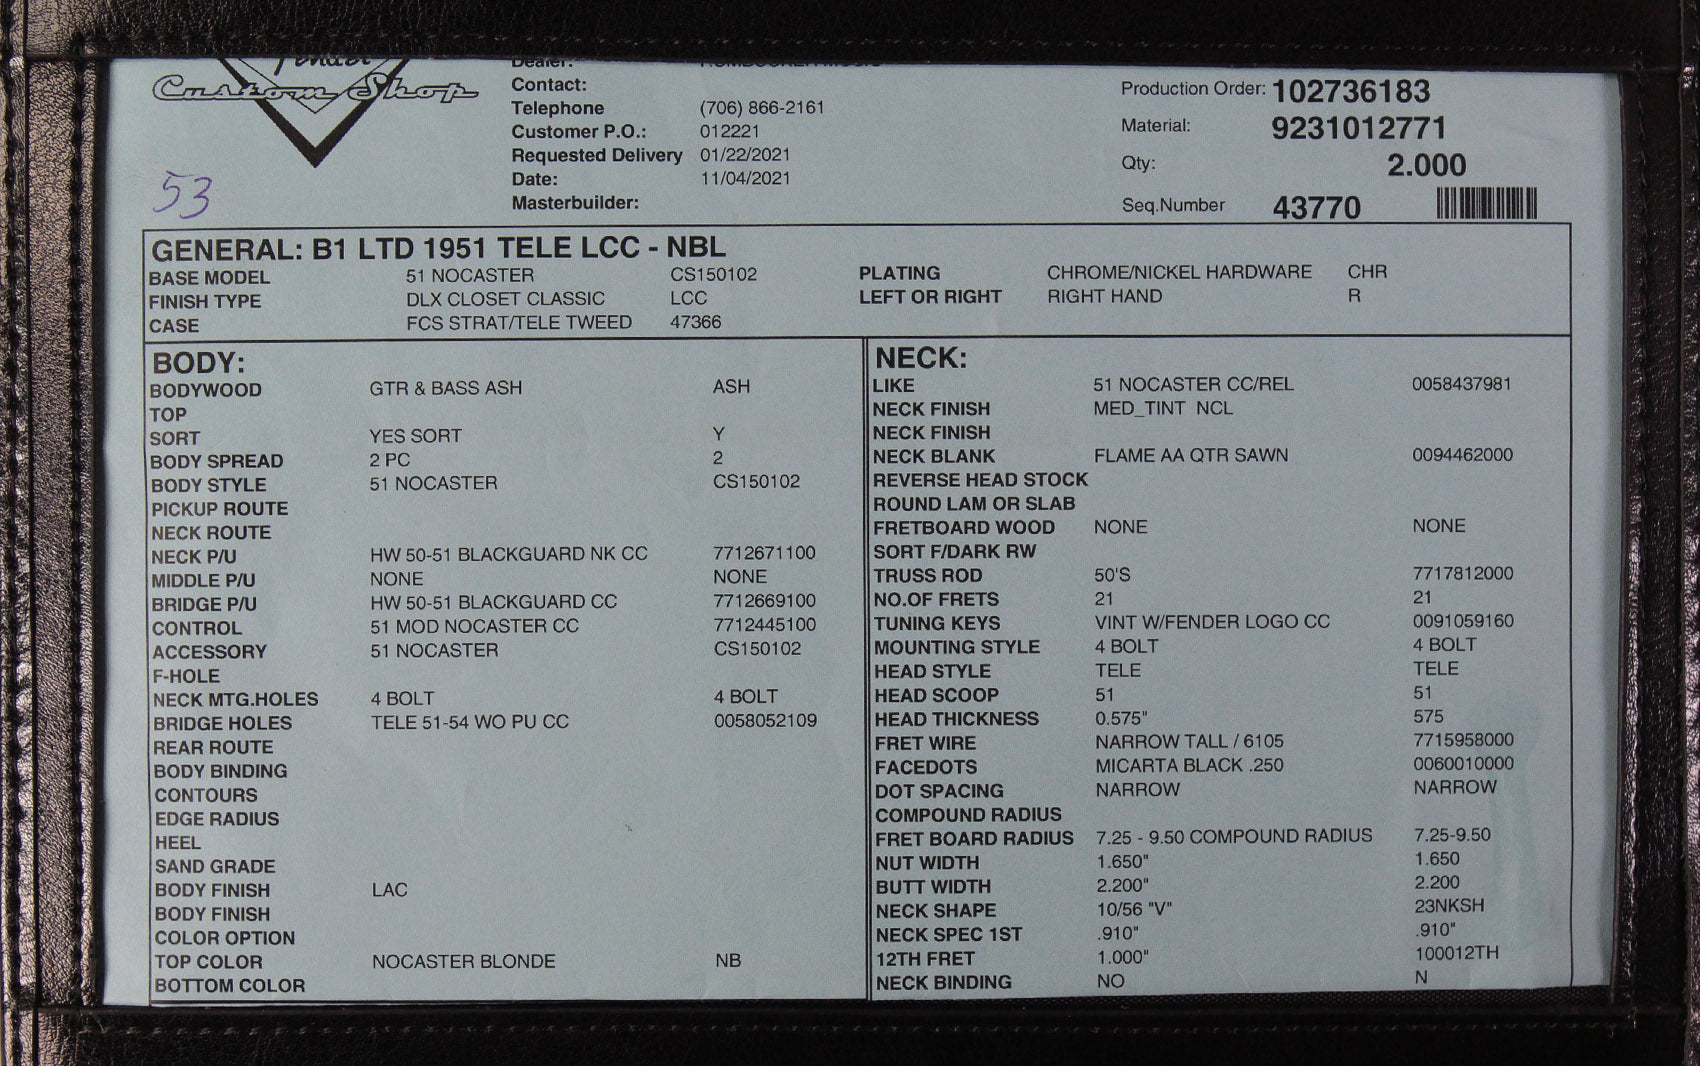 Fender
Custom Shop
53
Dealer:
Contact:
Telephone (706) 866-2161
Customer P.O.: 012221
Requested Delivery 01/22/2021
Date: 11/04/2021
Masterbuilder:
Production Order: 102736183
Material: 9231012771
Qty: 2.000
Seq.Number 43770
GENERAL: B1 LTD 1951 TELE LCC - NBL
BASE MODEL 51 NOCASTER CS150102 PLATING CHROME/NICKEL HARDWARE CHR
FINISH TYPE DLX CLOSET CLASSIC LCC LEFT OR RIGHT RIGHT HAND R
CASE FCS STRAT/TELE TWEED 47366
BODY:
BODYWOOD GTR & BASS ASH ASH
TOP
SORT YES SORT Y
BODY SPREAD 2 PC 2
BODY STYLE 51 NOCASTER CS150102
PICKUP ROUTE
NECK ROUTE
NECK P/U HW 50-51 BLACKGUARD NK CC 7712671100
MIDDLE P/U NONE NONE
BRIDGE P/U HW 50-51 BLACKGUARD CC 7712669100
CONTROL 51 MOD NOCASTER CC 7712445100
ACCESSORY 51 NOCASTER CS150102
F-HOLE
NECK MTG.HOLES 4 BOLT 4 BOLT
BRIDGE HOLES TELE 51-54 WO PU CC 0058052109
REAR ROUTE
BODY BINDING
CONTOURS
EDGE RADIUS
HEEL
SAND GRADE
BODY FINISH LAC
BODY FINISH
COLOR OPTION
TOP COLOR NOCASTER BLONDE NB
BOTTOM COLOR
NECK:
LIKE 51 NOCASTER CC/REL 0058437981
NECK FINISH MED_TINT NCL
NECK FINISH
NECK BLANK FLAME AA QTR SAWN 0094462000
REVERSE HEAD STOCK
ROUND LAM OR SLAB
FRETBOARD WOOD NONE NONE
SORT F/DARK RW
TRUSS ROD 50'S 7717812000
NO.OF FRETS 21 21
TUNING KEYS VINT W/FENDER LOGO CC 0091059160
MOUNTING STYLE 4 BOLT 4 BOLT
HEAD STYLE TELE TELE
HEAD SCOOP 51 51
HEAD THICKNESS 0.575" 575
FRET WIRE NARROW TALL / 6105 7715958000
FACEDOTS MICARTA BLACK .250 0060010000
DOT SPACING NARROW NARROW
COMPOUND RADIUS
FRET BOARD RADIUS 7.25 - 9.50 COMPOUND RADIUS 7.25-9.50
NUT WIDTH 1.650" 1.650
BUTT WIDTH 2.200" 2.200
NECK SHAPE 10/56 "V" 23NKSH
NECK SPEC 1ST .910" .910"
12TH FRET 1.000" 100012TH
NECK BINDING NO N